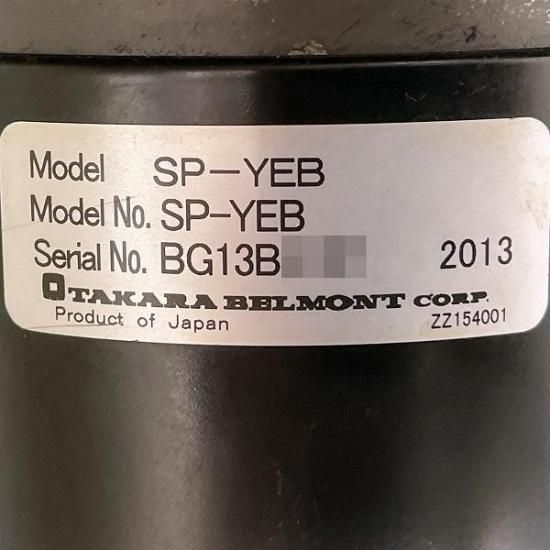 Model SP-YEB
Model No. SP-YEB
Serial No. BG13B 2013
TAKARA BELMONT CORP.
Product of Japan ZZ154001